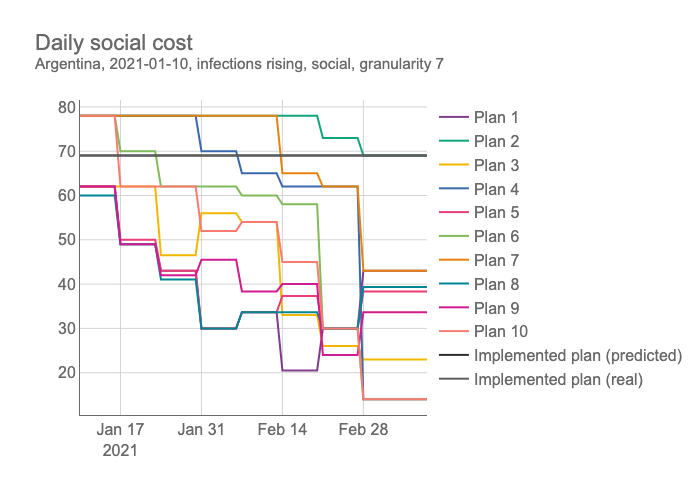 Daily social cost
Argentina, 2021-01-10, infections rising, social, granularity 7
80
70
60
50
40
30
20
Jan 17
2021
Jan 31
Feb 14
Feb 28
Plan 1
Plan 2
Plan 3
Plan 4
Plan 5
Plan 6
Plan 7
Plan 8
Plan 9
Plan 10
Implemented plan (predicted)
Implemented plan (real)